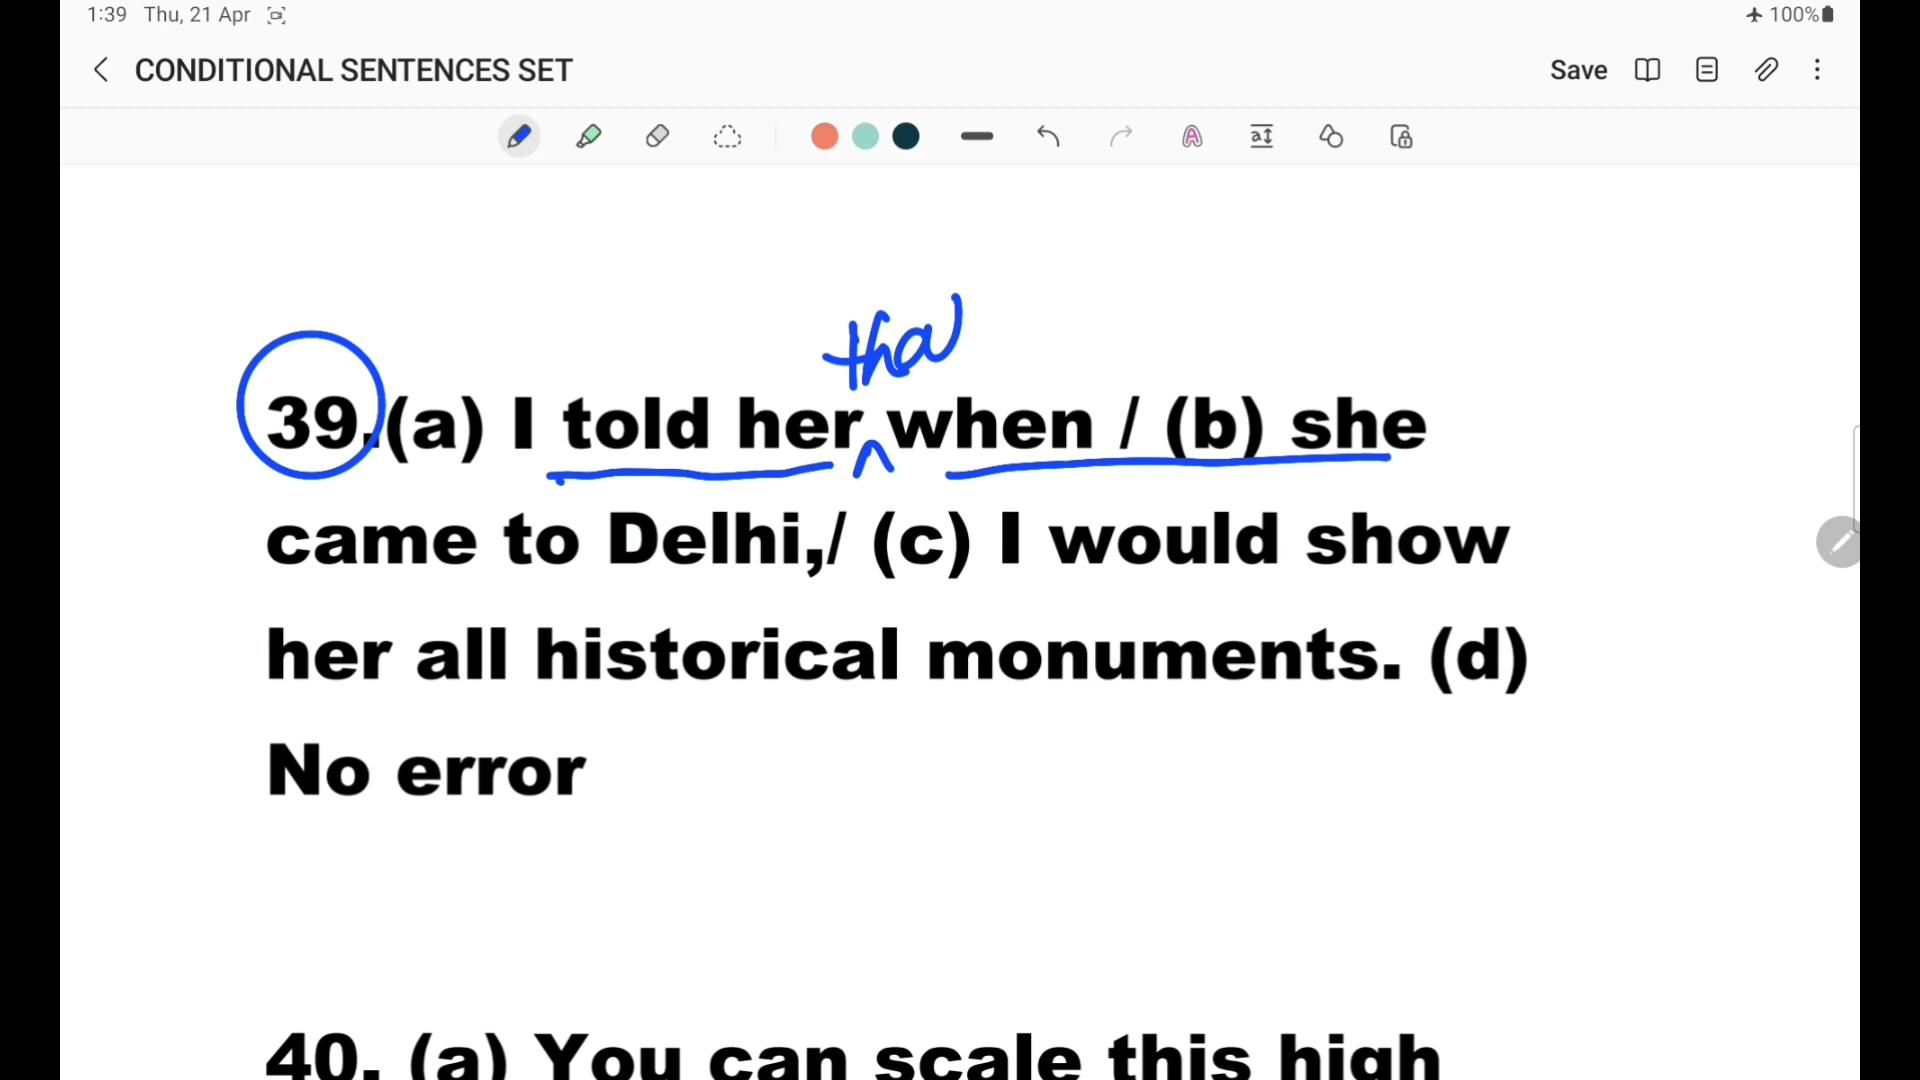 1:39 Thu, 21 Apr 100%
CONDITIONAL SENTENCES SET Save
tha
39.(a) I told her when / (b) she
came to Delhi,/ (c) I would show
her all historical monuments. (d)
No error
40. (a) You can scale this high